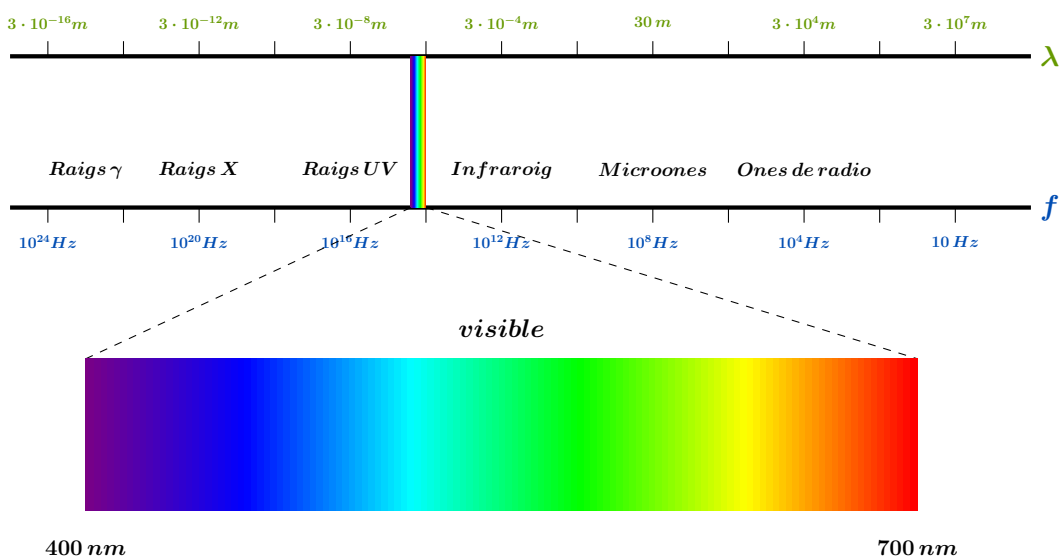 3 · 10⁻¹⁶m 3 · 10⁻¹²m 3 · 10⁻⁸m 3 · 10⁻⁴m 30 m 3 · 10⁴m 3 · 10⁷m
λ
Raigs γ Raigs X Raigs UV Infraroig Microones Ones de radio
f
10²⁴Hz 10²⁰Hz 10¹⁶Hz 10¹²Hz 10⁸Hz 10⁴Hz 10 Hz
visible
400 nm 700 nm